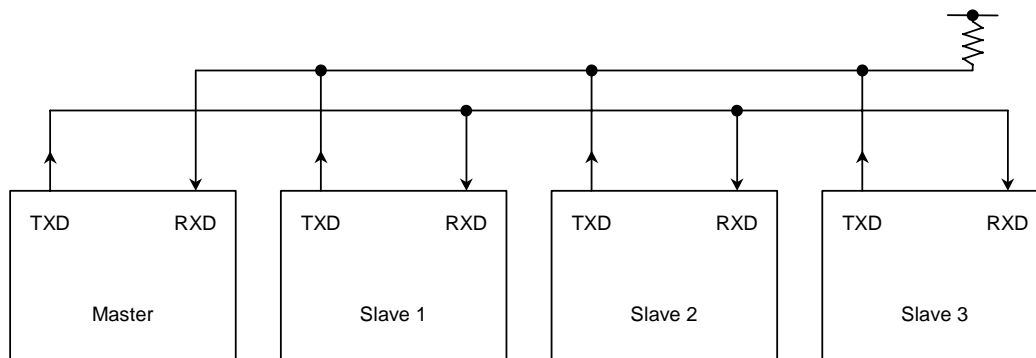 TXD RXD TXD RXD TXD RXD TXD RXD
Master Slave 1 Slave 2 Slave 3